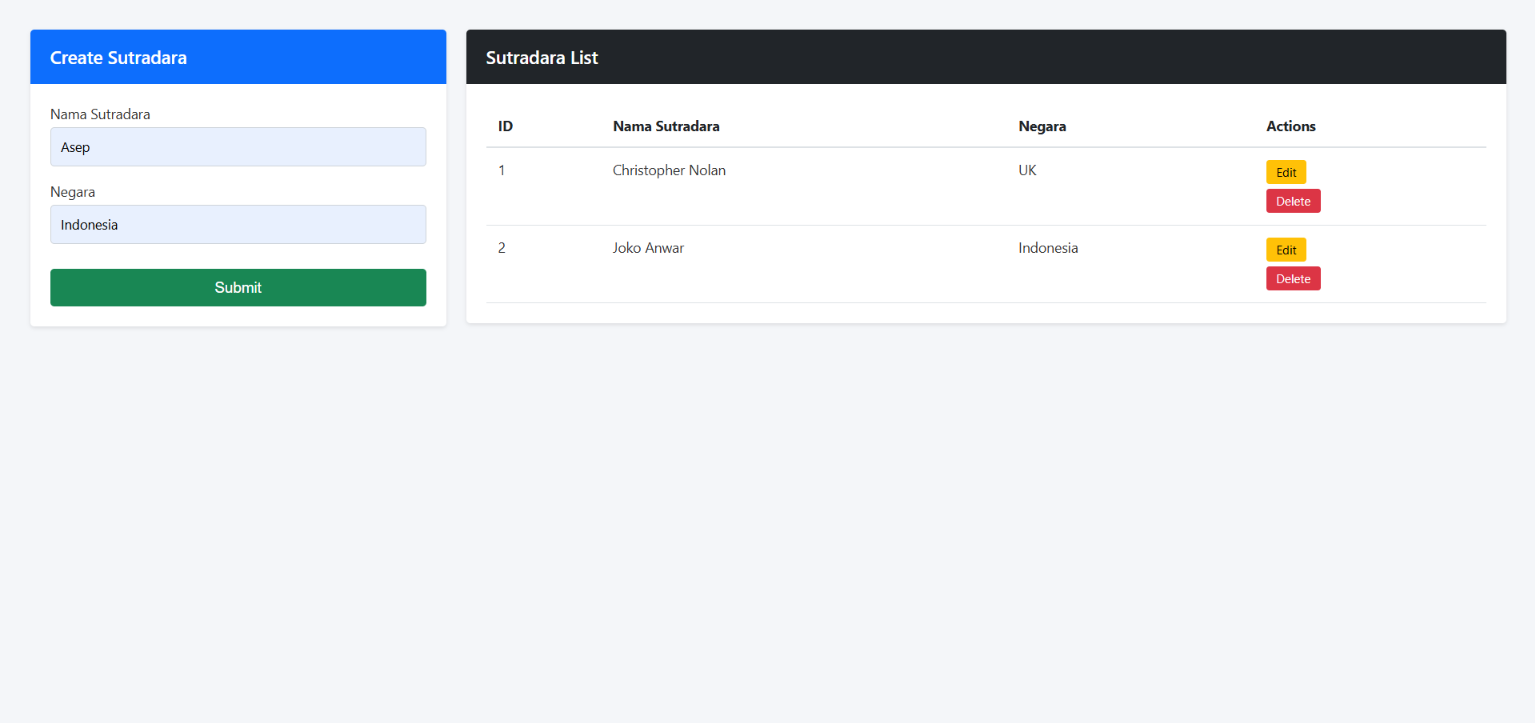 Create Sutradara
Nama Sutradara
Asep
Negara
Indonesia
Submit
Sutradara List
ID Nama Sutradara Negara Actions
1 Christopher Nolan UK Edit
Delete
2 Joko Anwar Indonesia Edit
Delete